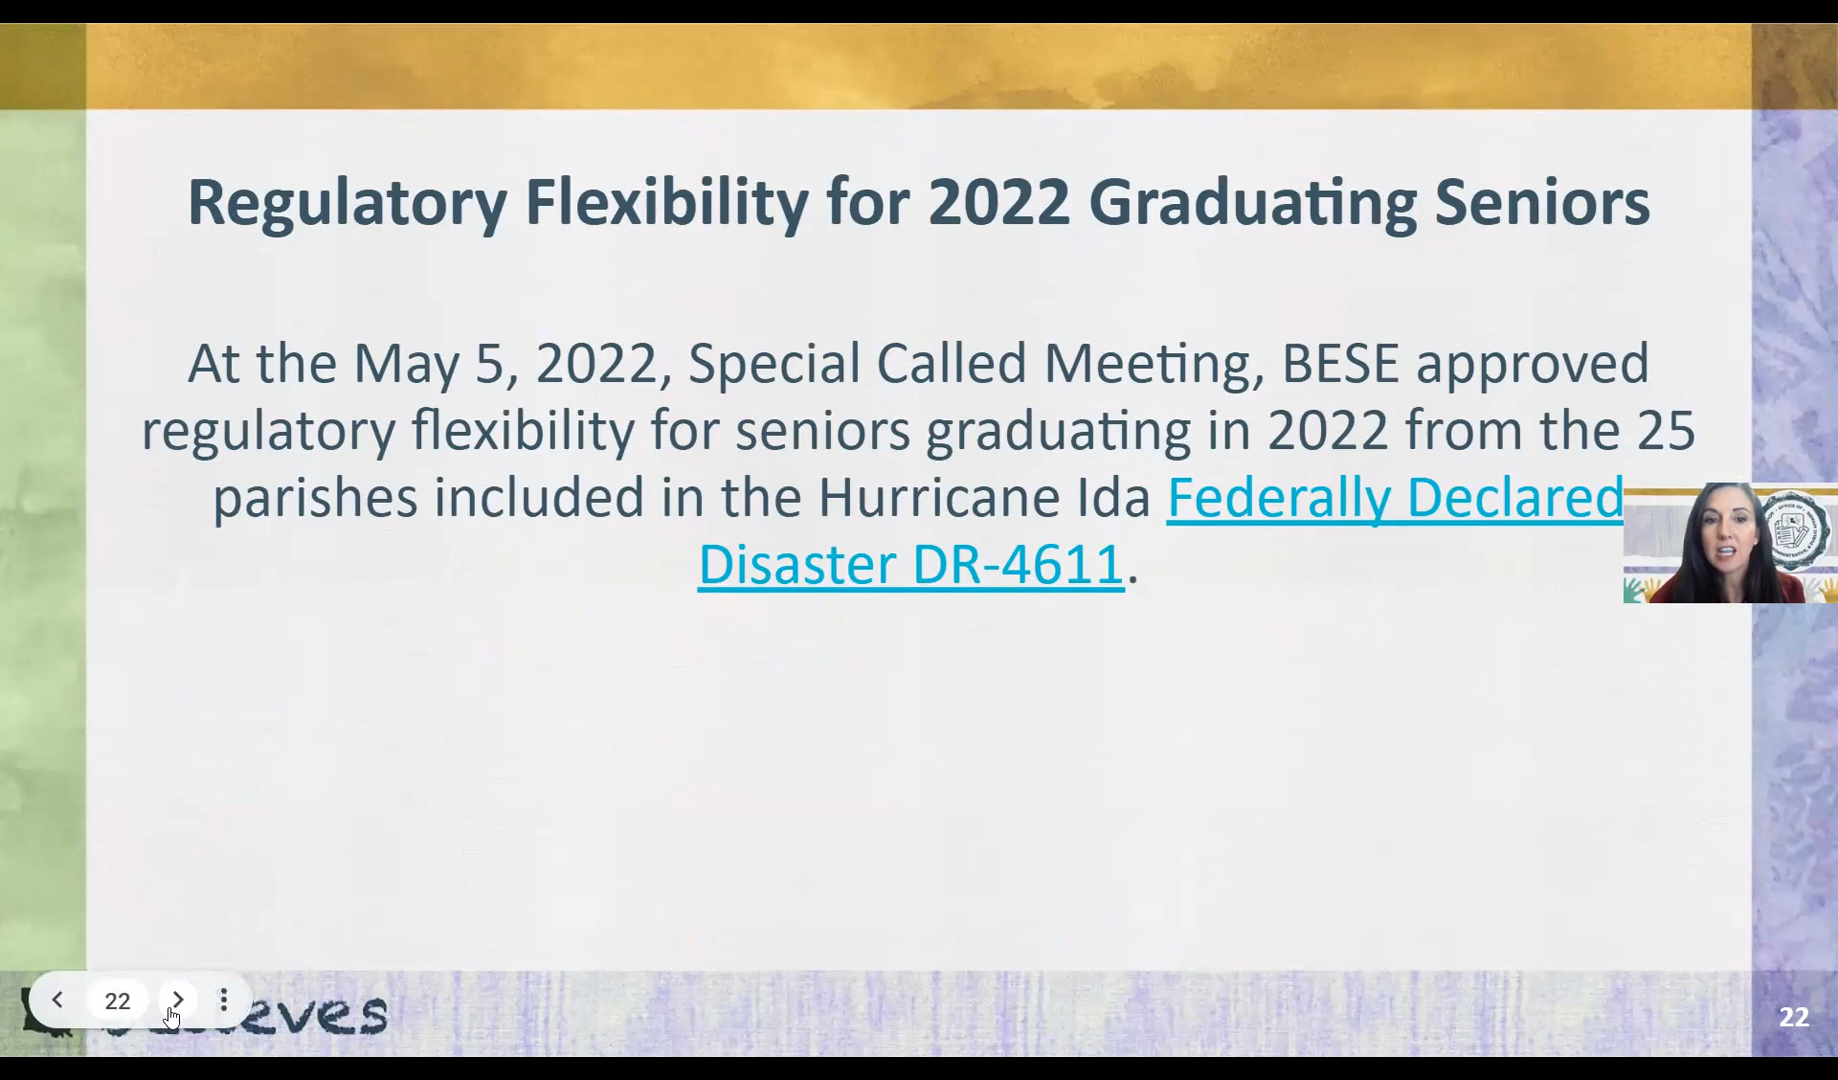 Regulatory Flexibility for 2022 Graduating Seniors
At the May 5, 2022, Special Called Meeting, BESE approved
regulatory flexibility for seniors graduating in 2022 from the 25
parishes included in the Hurricane Ida Federally Declared
Disaster DR-4611.
22
22